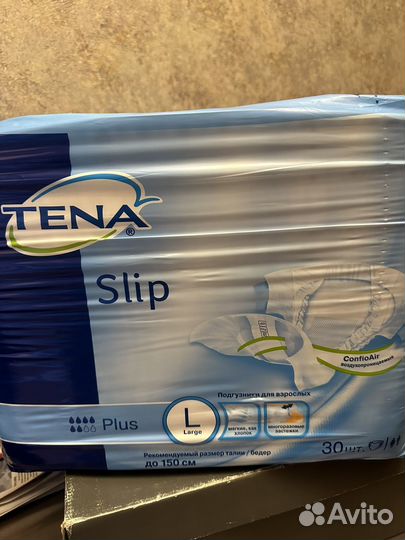 TENA®
Slip
ConfioAir
воздухопроницаемый
Подгузники для взрослых
Plus
L
Large
мягкие, как
хлопок
многоразовые
застежки
30 шт.
Рекомендуемый размер талии / бедер
до 150 см
Avito